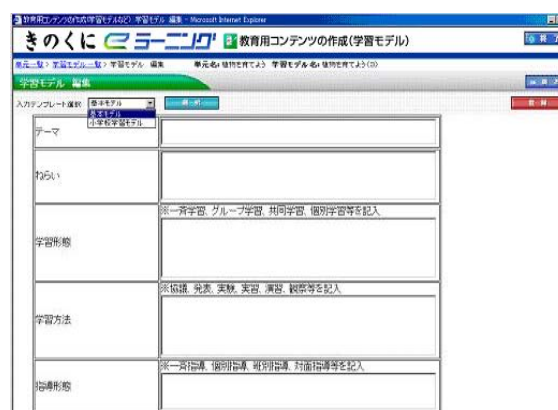 教育用コンテンツの作成(学習モデルなど) 学習モデル 編集 - Microsoft Internet Explorer
きのくに eラーニング 教育用コンテンツの作成(学習モデル)
単元一覧 > 学習モデル一覧 > 学習モデル 編集 単元名: 植物を育てよう 学習モデル名: 植物を育てよう(1)
学習モデル 編集
入力テンプレート選択 基本モデル
基本モデル
小学校学習モデル
テーマ
ねらい
※一斉学習、グループ学習、共同学習、個別学習等を記入
学習形態
※協議、発表、実験、実習、演習、観察等を記入
学習方法
※一斉指導、個別指導、班別指導、対面指導等を記入
指導形態